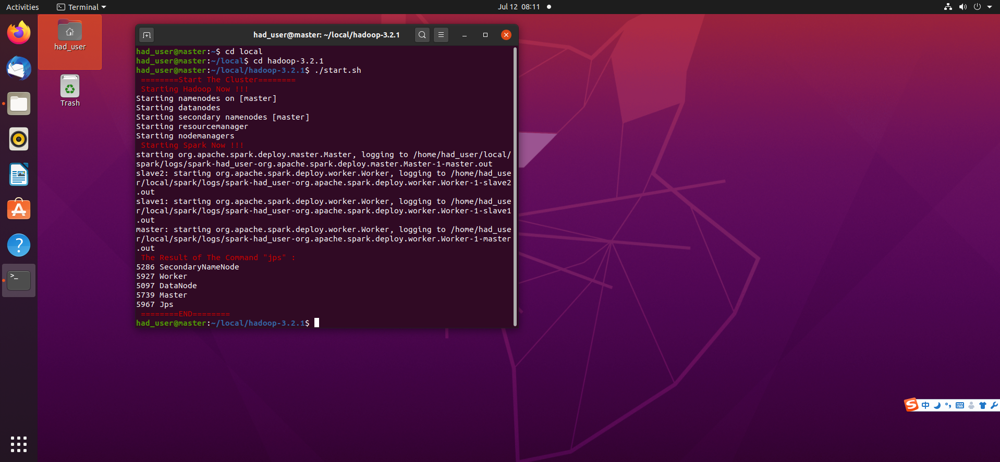 Activities
Terminal
Jul 12 08:11
had_user
Trash
had_user@master: ~/local/hadoop-3.2.1
had_user@master:~$ cd local
had_user@master:~/local$ cd hadoop-3.2.1
had_user@master:~/local/hadoop-3.2.1$ ./start.sh
========Start The Cluster========
Starting Hadoop Now !!!
Starting namenodes on [master]
Starting datanodes
Starting secondary namenodes [master]
Starting resourcemanager
Starting nodemanagers
Starting Spark Now !!!
starting org.apache.spark.deploy.master.Master, logging to /home/had_user/local/
spark/logs/spark-had_user-org.apache.spark.deploy.master.Master-1-master.out
slave2: starting org.apache.spark.deploy.worker.Worker, logging to /home/had_use
r/local/spark/logs/spark-had_user-org.apache.spark.deploy.worker.Worker-1-slave2
.out
slave1: starting org.apache.spark.deploy.worker.Worker, logging to /home/had_use
r/local/spark/logs/spark-had_user-org.apache.spark.deploy.worker.Worker-1-slave1
.out
master: starting org.apache.spark.deploy.worker.Worker, logging to /home/had_use
r/local/spark/logs/spark-had_user-org.apache.spark.deploy.worker.Worker-1-master
.out
The Result of The Command "jps" :
5286 SecondaryNameNode
5927 Worker
5097 DataNode
5739 Master
5967 Jps
========END========
had_user@master:~/local/hadoop-3.2.1$
中